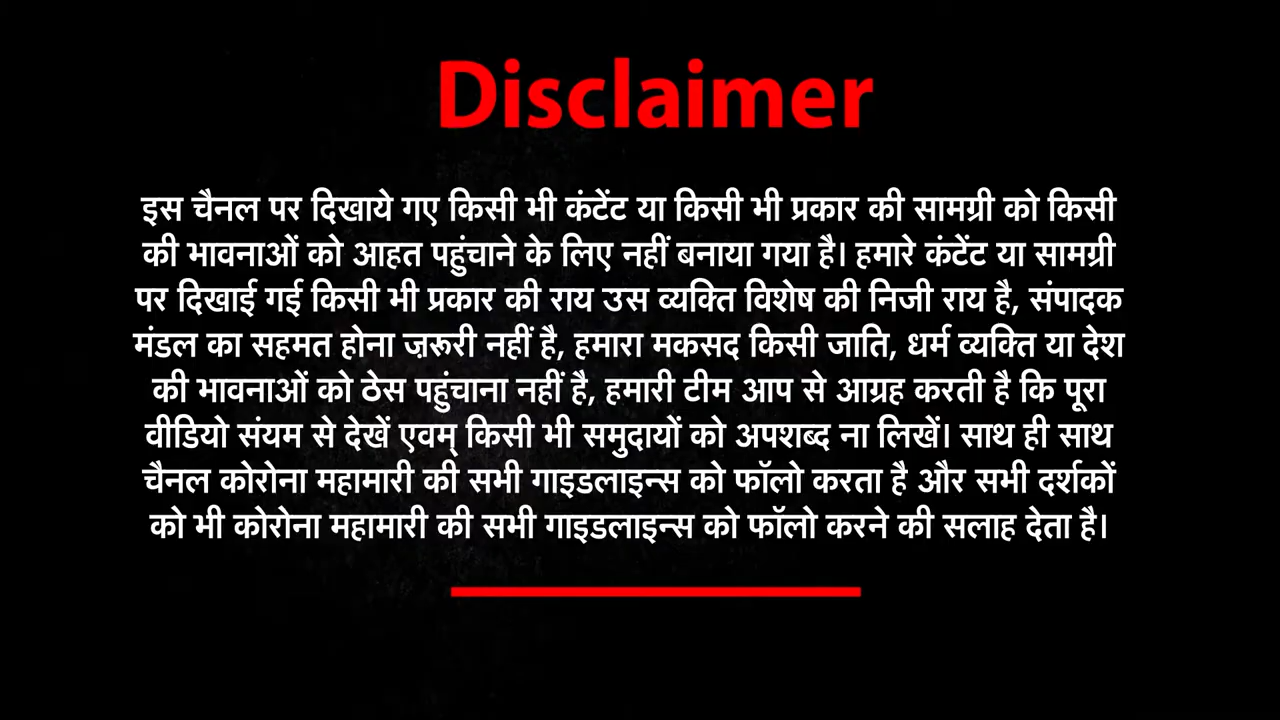 Disclaimer
इस चैनल पर दिखाये गए किसी भी कंटेंट या किसी भी प्रकार की सामग्री को किसी
की भावनाओं को आहत पहुंचाने के लिए नहीं बनाया गया है। हमारे कंटेंट या सामग्री
पर दिखाई गई किसी भी प्रकार की राय उस व्यक्ति विशेष की निजी राय है, संपादक
मंडल का सहमत होना ज़रूरी नहीं है, हमारा मकसद किसी जाति, धर्म व्यक्ति या देश
की भावनाओं को ठेस पहुंचाना नहीं है, हमारी टीम आप से आग्रह करती है कि पूरा
वीडियो संयम से देखें एवम् किसी भी समुदायों को अपशब्द ना लिखें। साथ ही साथ
चैनल कोरोना महामारी की सभी गाइडलाइन्स को फॉलो करता है और सभी दर्शकों
को भी कोरोना महामारी की सभी गाइडलाइन्स को फॉलो करने की सलाह देता है।